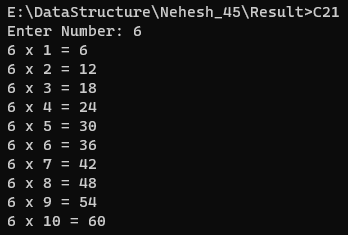 E:\DataStructure\Nehesh_45\Result>C21
Enter Number: 6
6 x 1 = 6
6 x 2 = 12
6 x 3 = 18
6 x 4 = 24
6 x 5 = 30
6 x 6 = 36
6 x 7 = 42
6 x 8 = 48
6 x 9 = 54
6 x 10 = 60